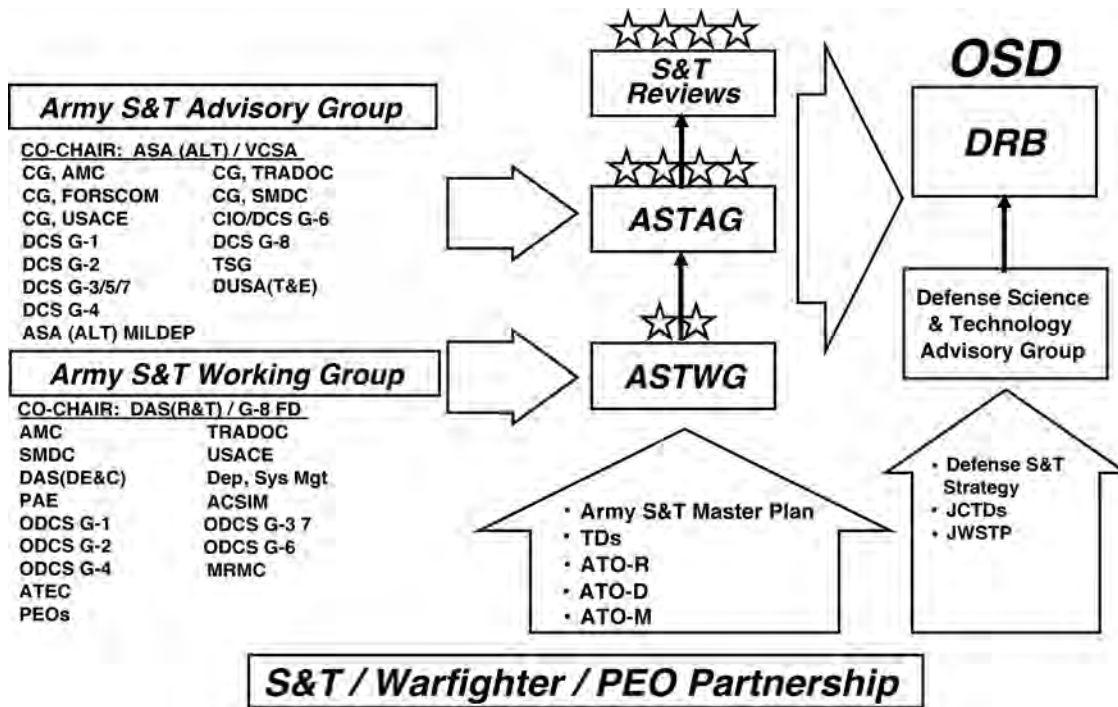 Army S&T Advisory Group
CO-CHAIR: ASA (ALT) / VCSA
CG, AMC
CG, TRADOC
CG, FORSCOM
CG, SMDC
CG, USACE
CIO/DCS G-6
DCS G-1
DCS G-8
DCS G-2
TSG
DCS G-3/5/7
DUSA(T&E)
DCS G-4
ASA (ALT) MILDEP
Army S&T Working Group
CO-CHAIR: DAS(R&T) / G-8 FD
AMC
TRADOC
SMDC
USACE
DAS(DE&C)
Dep, Sys Mgt
PAE
ACSIM
ODCS G-1
ODCS G-3 7
ODCS G-2
ODCS G-6
ODCS G-4
MRMC
ATEC
PEOs
S&T
Reviews
ASTAG
ASTWG
· Army S&T Master Plan
· TDs
· ATO-R
· ATO-D
· ATO-M
OSD
DRB
Defense Science
& Technology
Advisory Group
• Defense S&T
Strategy
• JCTDs
• JWSTP
S&T / Warfighter / PEO Partnership